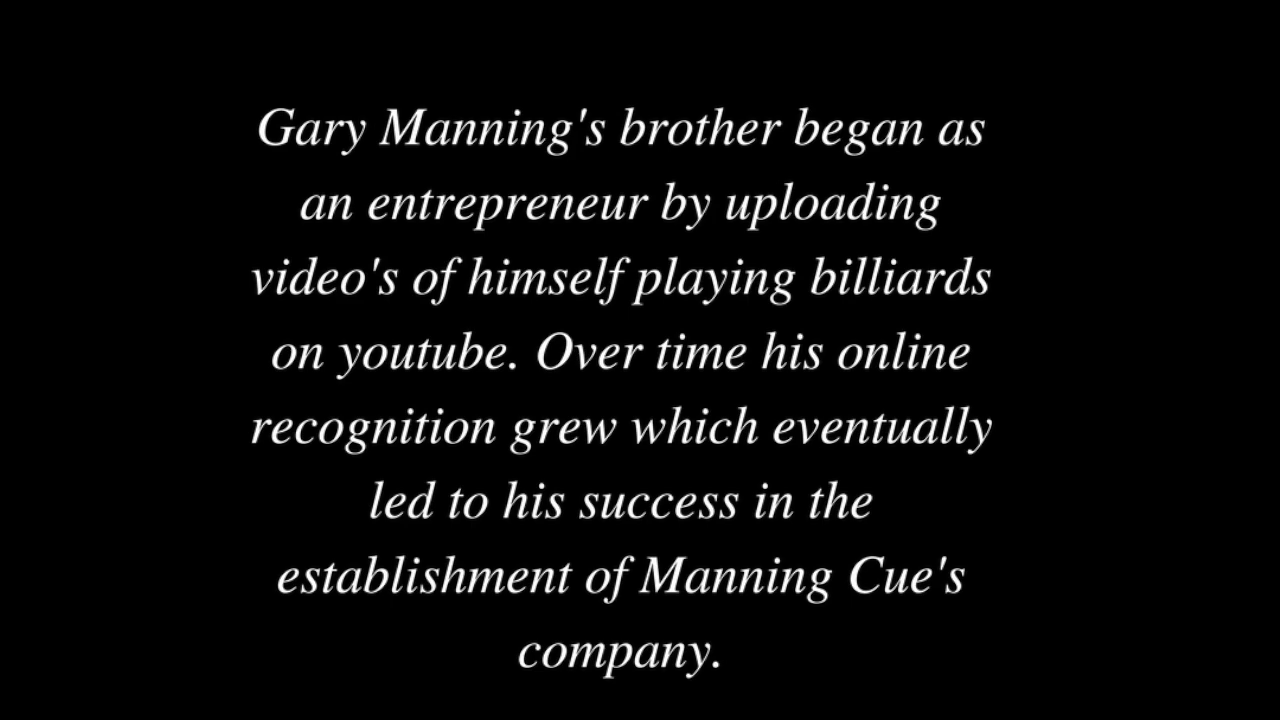 Gary Manning's brother began as
an entrepreneur by uploading
video's of himself playing billiards
on youtube. Over time his online
recognition grew which eventually
led to his success in the
establishment of Manning Cue's
company.